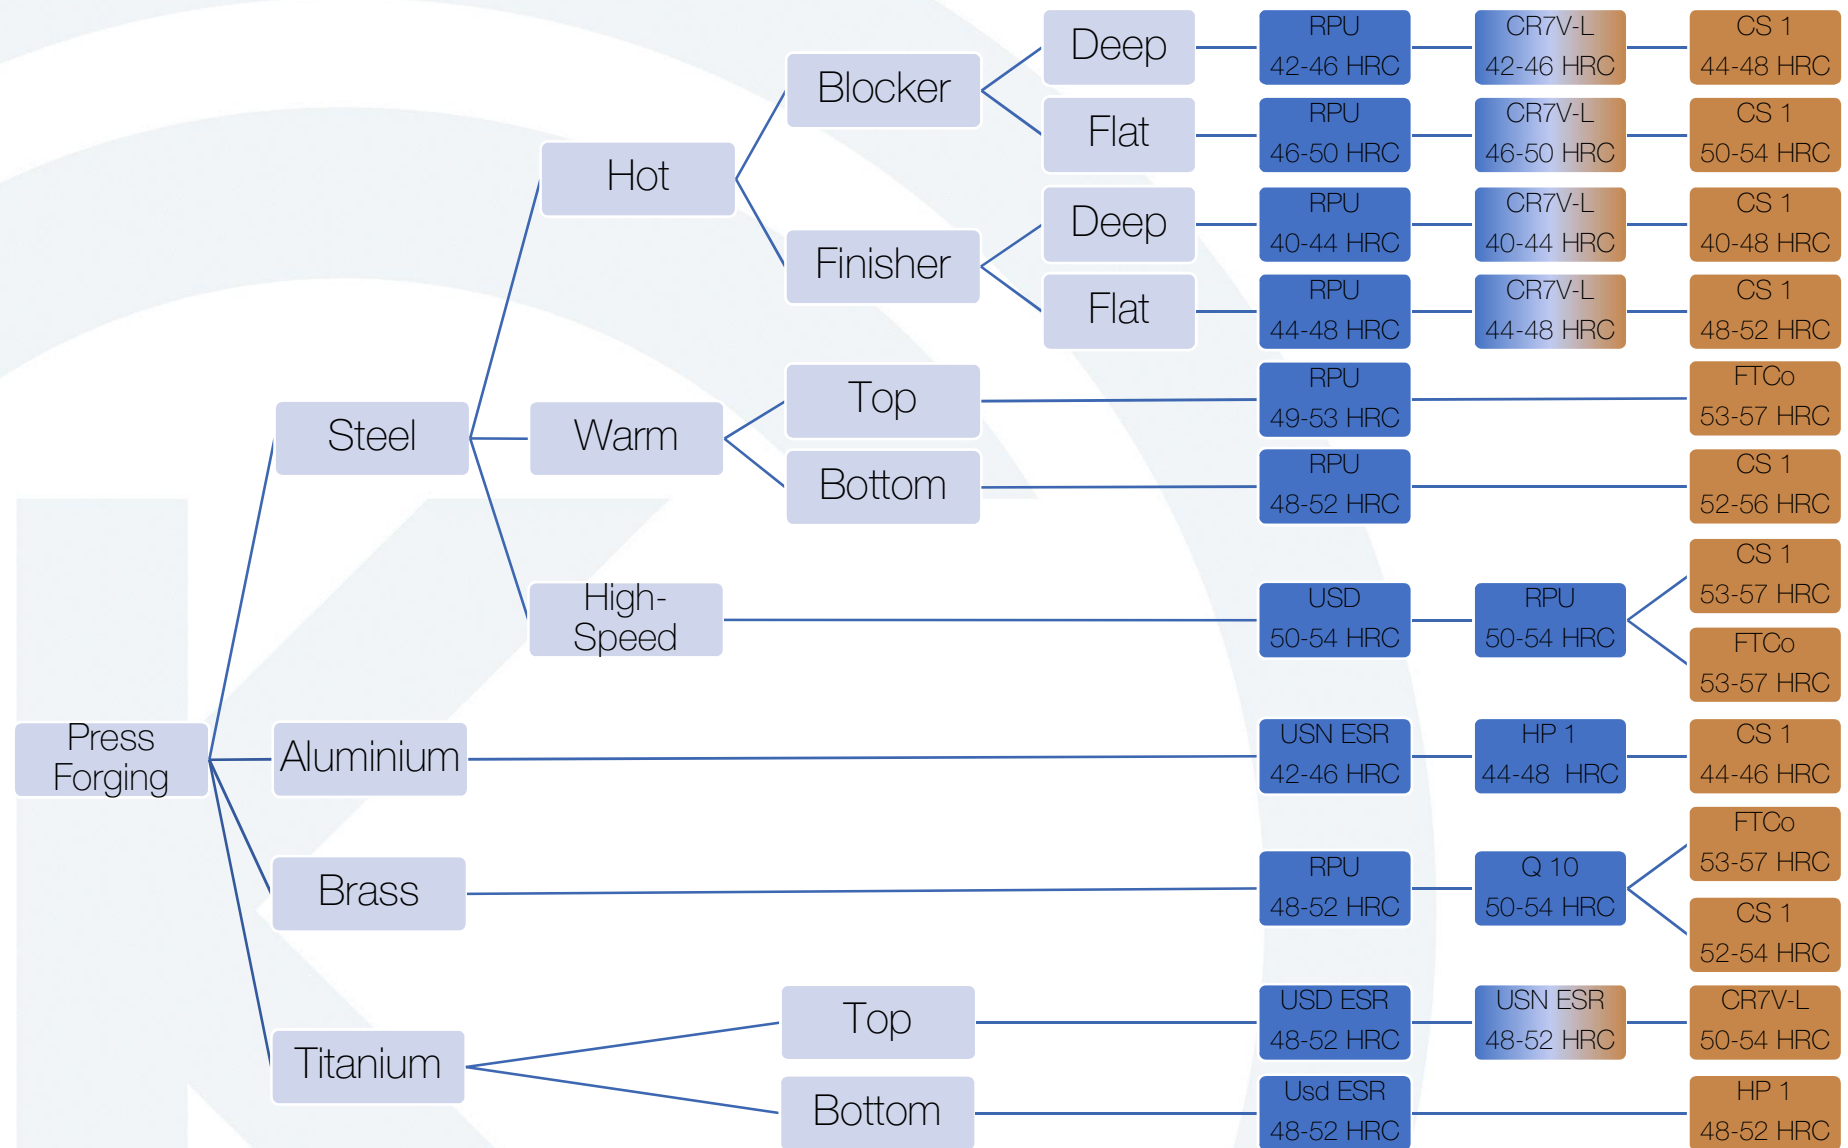 Deep
RPU
42-46 HRC
CR7V-L
42-46 HRC
CS 1
44-48 HRC
Blocker
Flat
RPU
46-50 HRC
CR7V-L
46-50 HRC
CS 1
50-54 HRC
Hot
Deep
RPU
40-44 HRC
CR7V-L
40-44 HRC
CS 1
40-48 HRC
Finisher
Flat
RPU
44-48 HRC
CR7V-L
44-48 HRC
CS 1
48-52 HRC
Steel
Warm
Top
RPU
49-53 HRC
FTCo
53-57 HRC
Bottom
RPU
48-52 HRC
CS 1
52-56 HRC
High-
Speed
USD
50-54 HRC
RPU
50-54 HRC
CS 1
53-57 HRC
FTCo
53-57 HRC
Press
Forging
Aluminium
USN ESR
42-46 HRC
HP 1
44-48  HRC
CS 1
44-46 HRC
Brass
RPU
48-52 HRC
Q 10
50-54 HRC
FTCo
53-57 HRC
CS 1
52-54 HRC
Titanium
Top
USD ESR
48-52 HRC
USN ESR
48-52 HRC
CR7V-L
50-54 HRC
Bottom
Usd ESR
48-52 HRC
HP 1
48-52 HRC